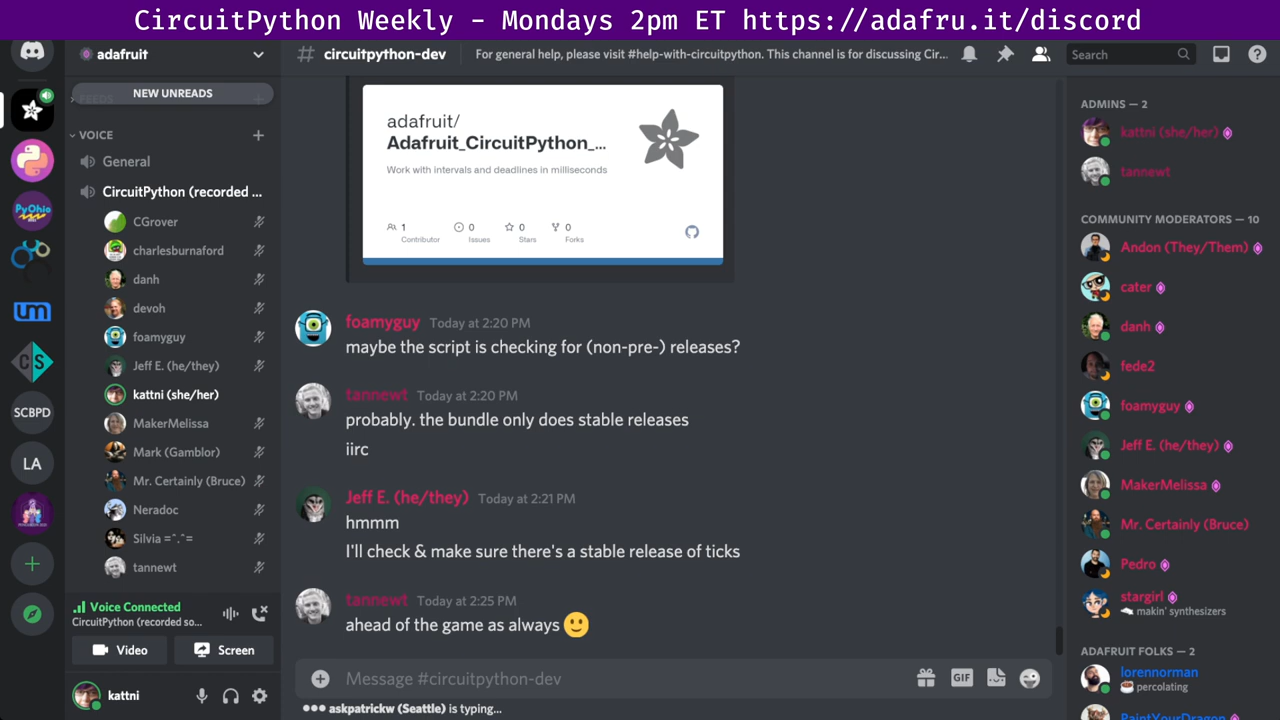 CircuitPython Weekly - Mondays 2pm ET https://adafru.it/discord
adafruit
NEW UNREADS
VOICE
General
CircuitPython (recorded ...
CGrover
charlesburnaford
danh
devoh
foamyguy
Jeff E. (he/they)
kattni (she/her)
MakerMelissa
Mark (Gamblor)
Mr. Certainly (Bruce)
Neradoc
Silvia =^.^=
tannewt
Voice Connected
CircuitPython (recorded so...
Video
Screen
kattni
PyOhio
um
CS
SCBPD
LA
# circuitpython-dev
For general help, please visit #help-with-circuitpython. This channel is for discussing Cir...
Search
adafruit/
Adafruit_CircuitPython_...
Work with intervals and deadlines in milliseconds
1 Contributor
0 Issues
0 Stars
0 Forks
foamyguy Today at 2:20 PM
maybe the script is checking for (non-pre-) releases?
tannewt Today at 2:20 PM
probably. the bundle only does stable releases
iirc
Jeff E. (he/they) Today at 2:21 PM
hmmm
I'll check & make sure there's a stable release of ticks
tannewt Today at 2:25 PM
ahead of the game as always 🙂
Message #circuitpython-dev
GIF
askpatrickw (Seattle) is typing...
ADMINS — 2
kattni (she/her)
tannewt
COMMUNITY MODERATORS — 10
Andon (They/Them)
cater
danh
fede2
foamyguy
Jeff E. (he/they)
MakerMelissa
Mr. Certainly (Bruce)
Pedro
stargirl
makin' synthesizers
ADAFRUIT FOLKS — 2
lorennorman
percolating
PaintYourDragon